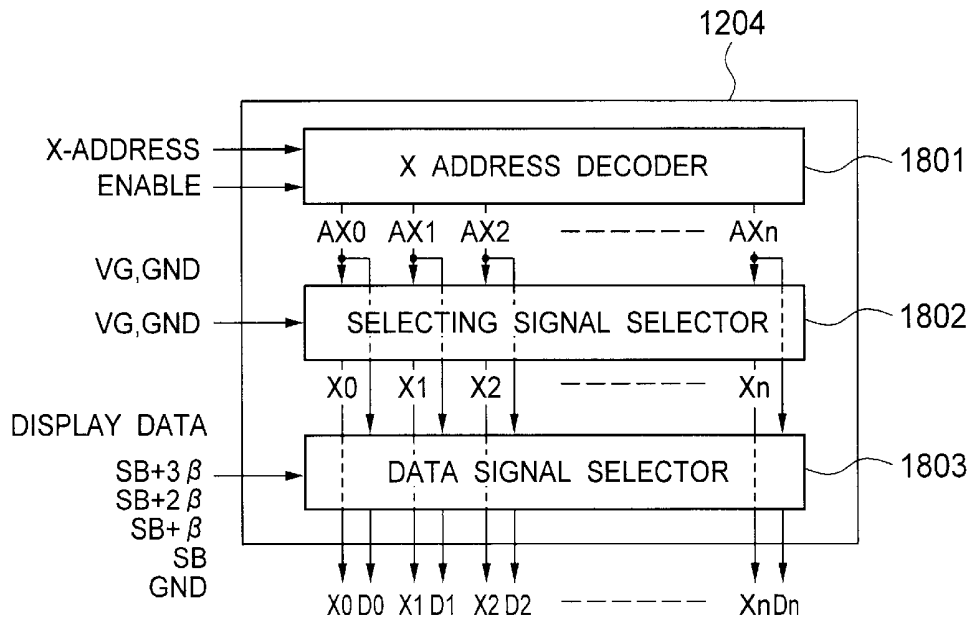 1204
X-ADDRESS
ENABLE
X ADDRESS DECODER
1801
AX0 AX1 AX2 AXn
VG,GND
VG,GND
SELECTING SIGNAL SELECTOR
1802
X0 X1 X2 Xn
DISPLAY DATA
SB+3β
SB+2β
SB+β
SB
GND
DATA SIGNAL SELECTOR
1803
X0 D0 X1 D1 X2 D2 Xn Dn